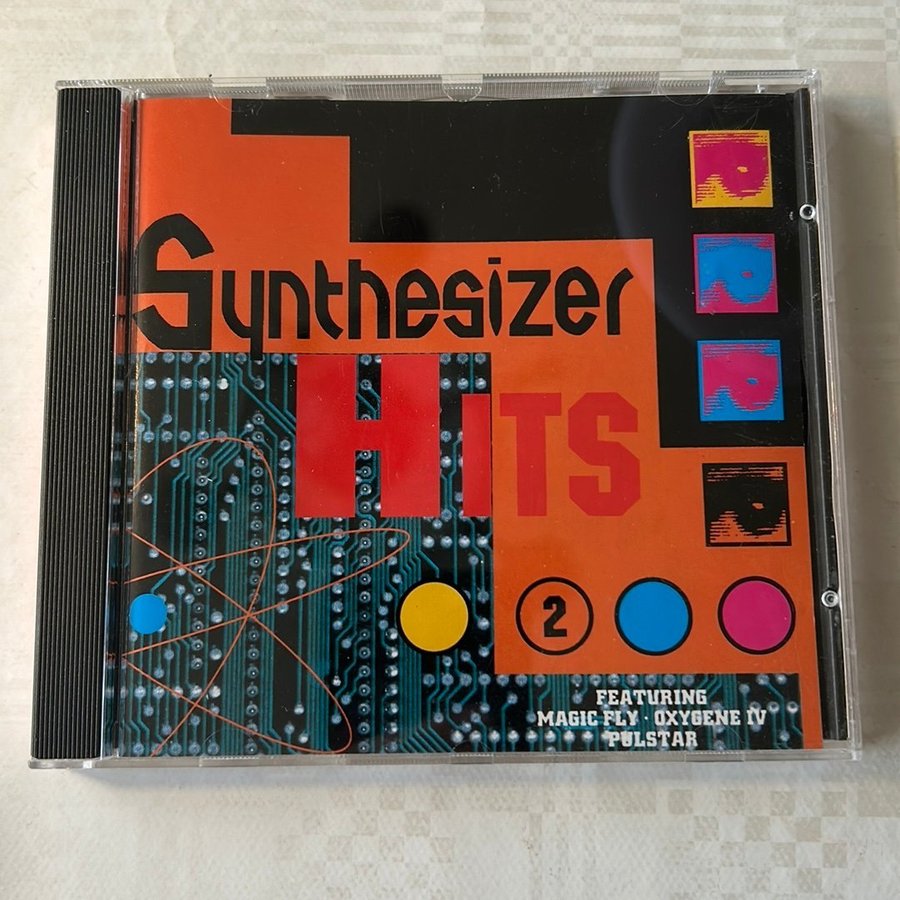 Synthesizer
HITS
R
R
R
R
2
FEATURING
MAGIC FLY · OXYGENE IV
PULSTAR